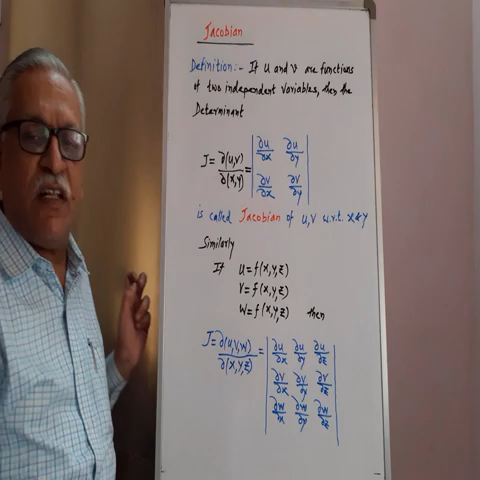 Jacobian
Definition:- If U and V are functions
of two independent variables, then the
Determinant
J = ∂(U,V)/∂(X,Y) = | ∂U/∂x ∂U/∂y |
| ∂V/∂x ∂V/∂y |
is called Jacobian of U,V w.r.t. X & Y
Similarly
If U = f(X,Y,Z)
V = f(X,Y,Z)
W = f(X,Y,Z) then
J = ∂(U,V,W)/∂(X,Y,Z) = | ∂U/∂x ∂U/∂y ∂U/∂z |
| ∂V/∂x ∂V/∂y ∂V/∂z |
| ∂W/∂x ∂W/∂y ∂W/∂z |